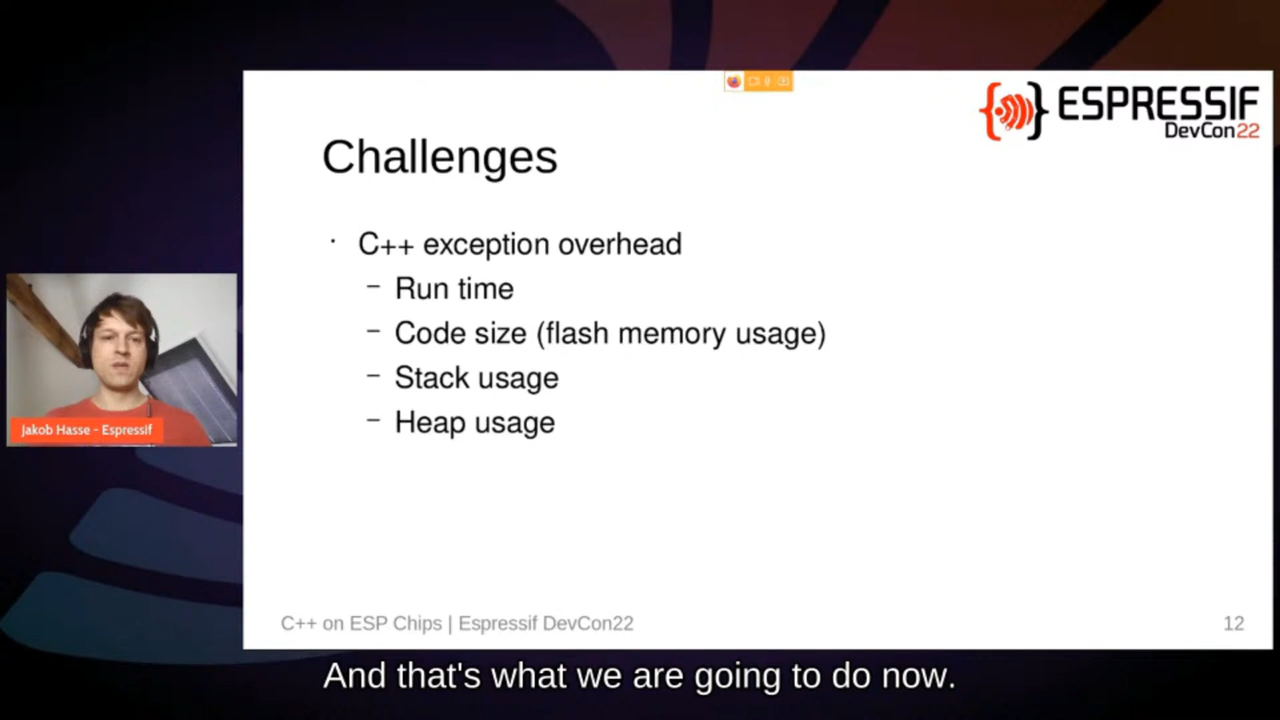 ESPRESSIF
DevCon22
Challenges
· C++ exception overhead
– Run time
– Code size (flash memory usage)
– Stack usage
– Heap usage
Jakob Hasse - Espressif
C++ on ESP Chips | Espressif DevCon22
12
And that's what we are going to do now.